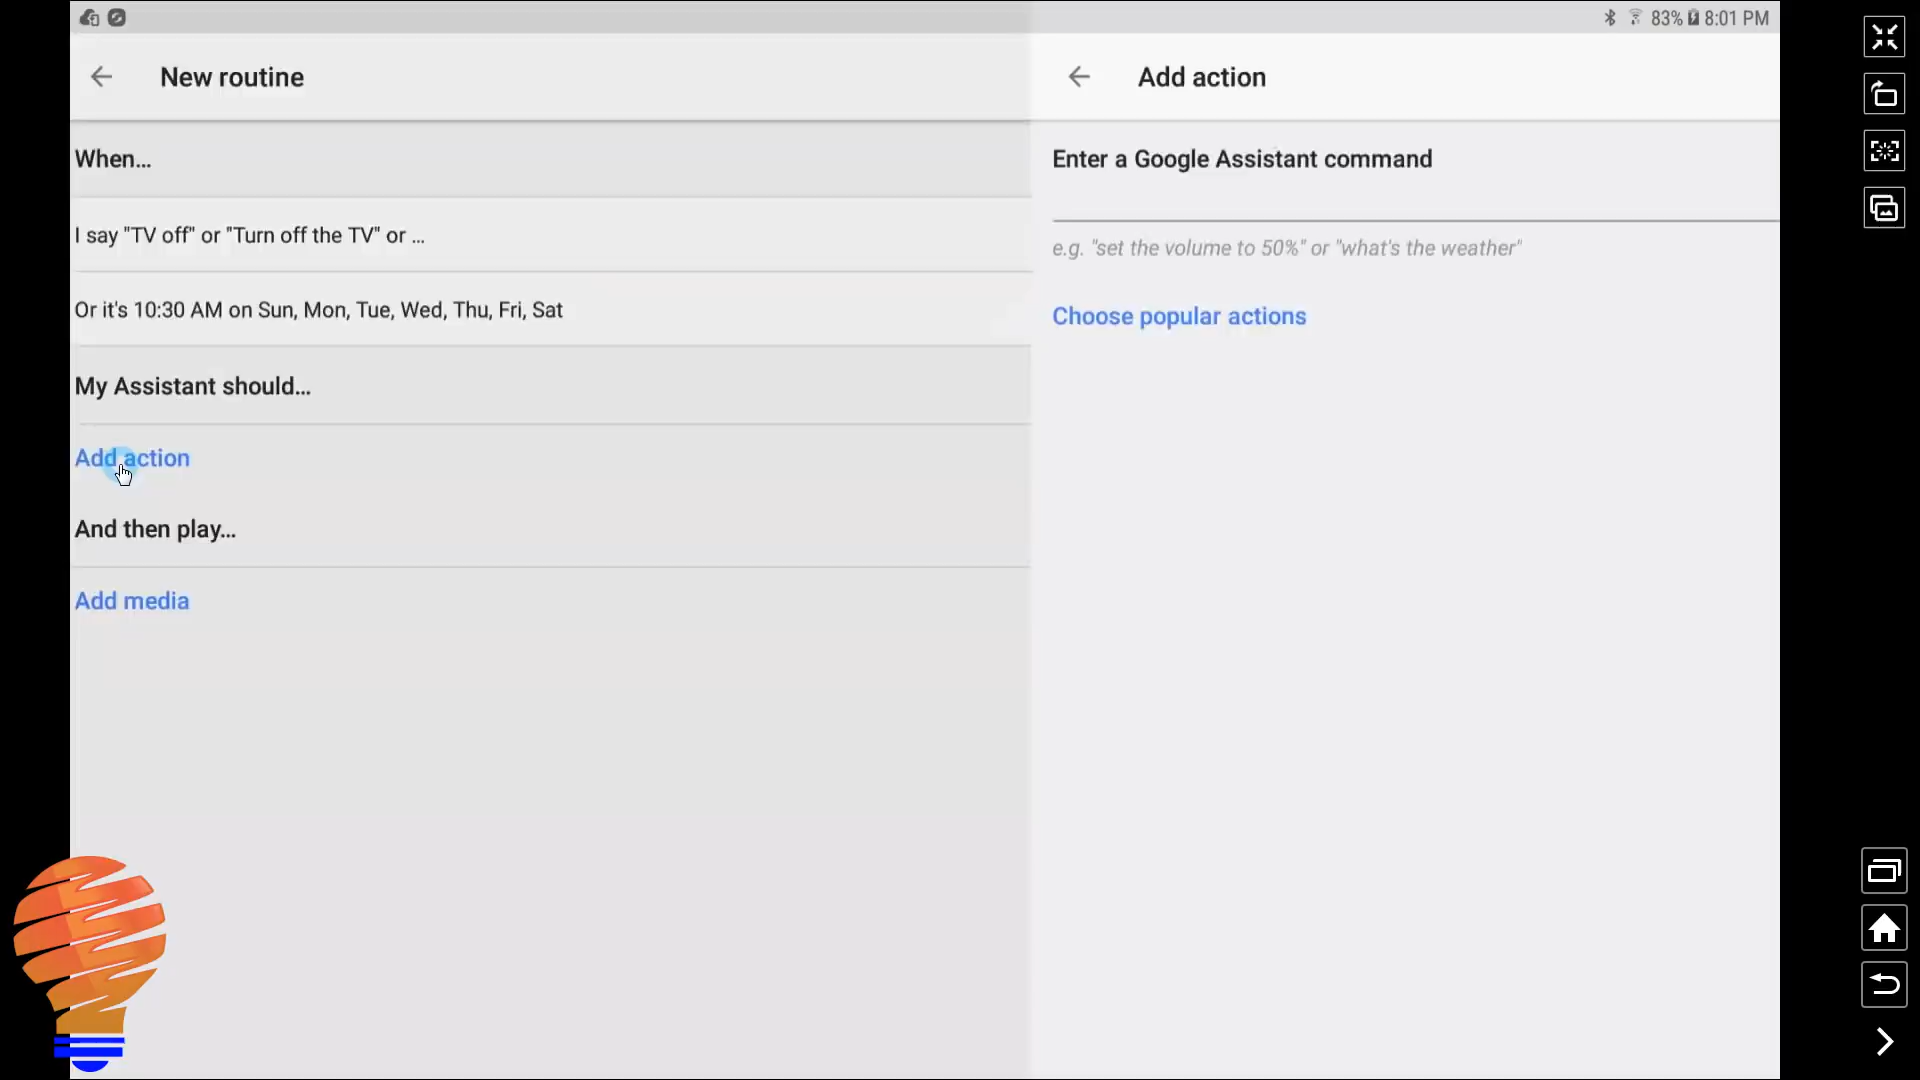 83% 8:01 PM
New routine
When...
I say "TV off" or "Turn off the TV" or ...
Or it's 10:30 AM on Sun, Mon, Tue, Wed, Thu, Fri, Sat
My Assistant should...
Add action
And then play...
Add media
Add action
Enter a Google Assistant command
e.g. "set the volume to 50%" or "what's the weather"
Choose popular actions